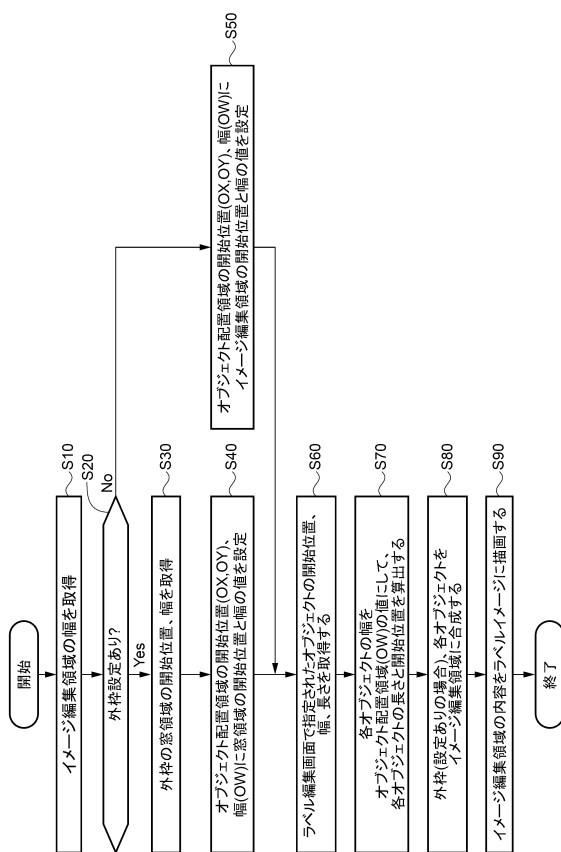 開始
イメージ編集領域の幅を取得
S10
外枠設定あり?
S20
No
Yes
外枠の窓領域の開始位置、幅を取得
S30
オブジェクト配置領域の開始位置(OX,OY)、
幅(OW)に窓領域の開始位置と幅の値を設定
S40
オブジェクト配置領域の開始位置(OX,OY)、幅(OW)に
イメージ編集領域の開始位置と幅の値を設定
S50
ラベル編集画面で指定されたオブジェクトの開始位置、
幅、長さを取得する
S60
各オブジェクトの幅を
オブジェクト配置領域(OW)の値にして、
各オブジェクトの長さと開始位置を算出する
S70
外枠(設定ありの場合)、各オブジェクトを
イメージ編集領域に合成する
S80
イメージ編集領域の内容をラベルイメージに描画する
S90
終了